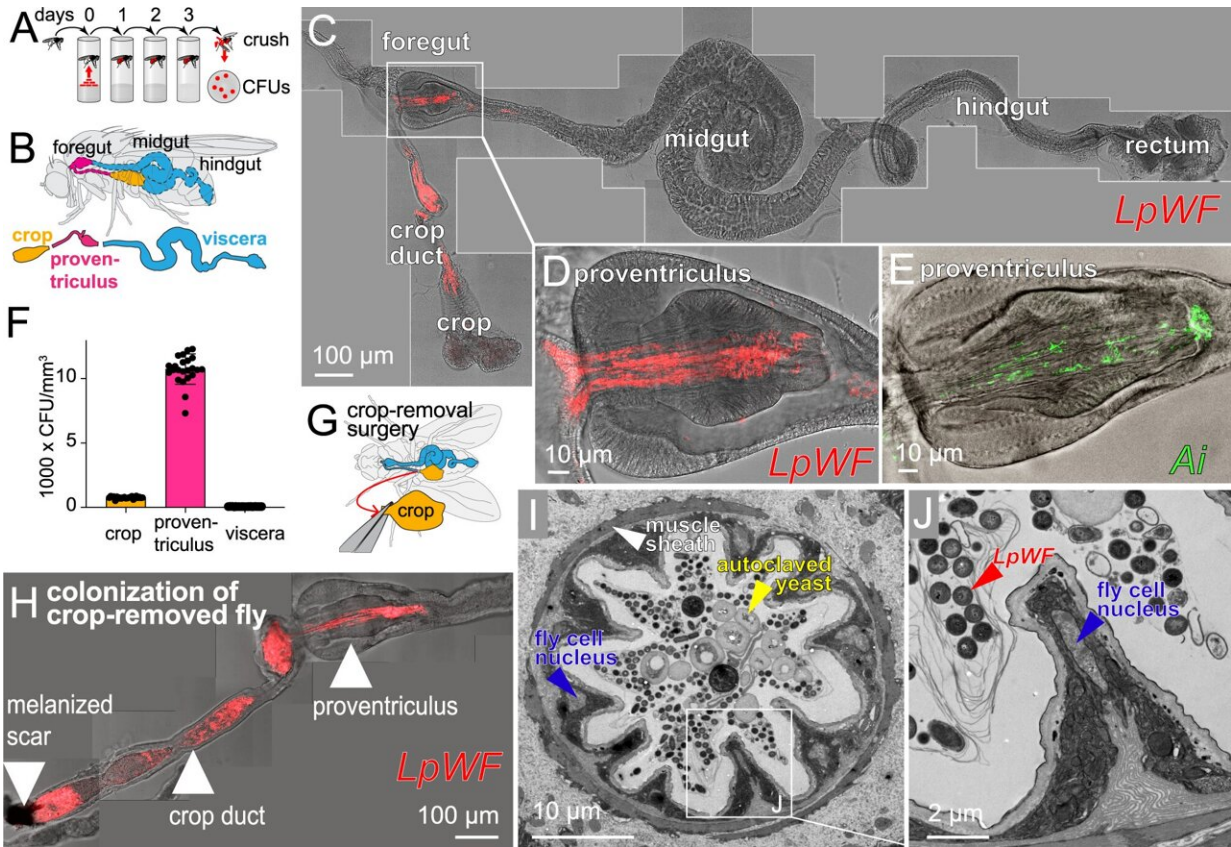 A
days 0 1 2 3
crush
CFUs
B
foregut
midgut
hindgut
crop
proven-
triculus
viscera
C
foregut
midgut
hindgut
rectum
crop
duct
crop
100 µm
LpWF
D
proventriculus
10 µm
LpWF
E
proventriculus
10 µm
Ai
F
1000 x CFU/mm³
10
5
0
crop
proven-
triculus
viscera
G
crop-removal
surgery
crop
H
colonization of
crop-removed fly
melanized
scar
proventriculus
crop duct
LpWF
100 µm
I
muscle
sheath
autoclaved
yeast
fly cell
nucleus
J
10 µm
J
LpWF
fly cell
nucleus
2 µm